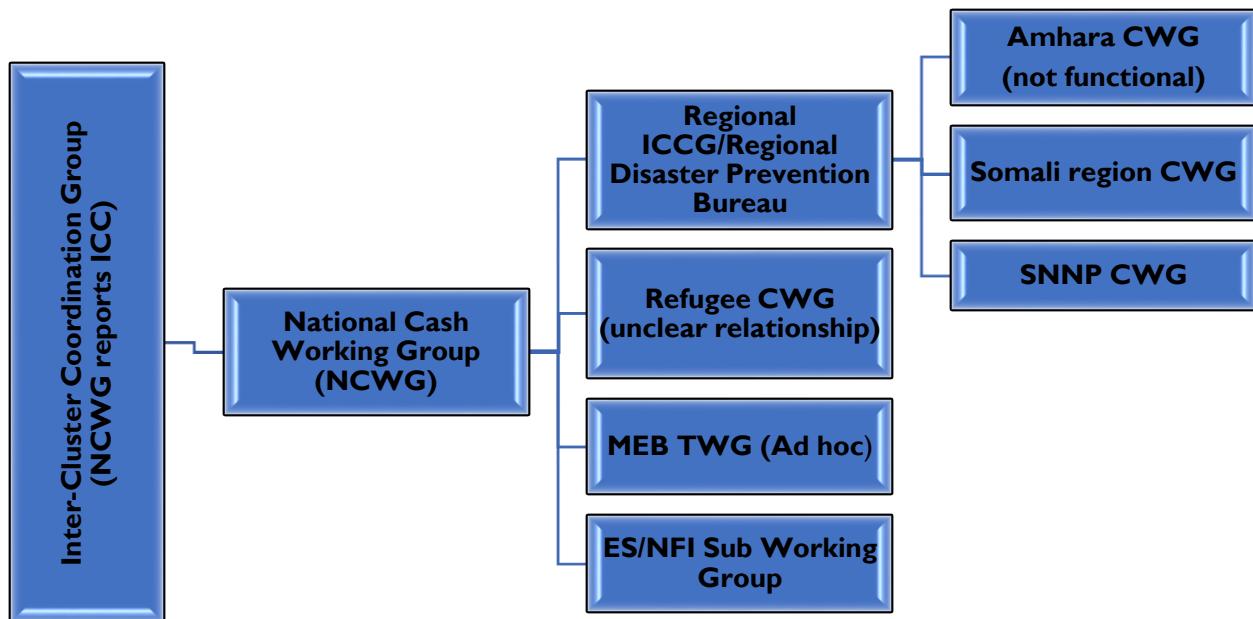 Inter-Cluster Coordination Group
(NCWG reports ICC)
National Cash
Working Group
(NCWG)
Regional
ICCG/Regional
Disaster Prevention
Bureau
Refugee CWG
(unclear relationship)
MEB TWG (Ad hoc)
ES/NFI Sub Working
Group
Amhara CWG
(not functional)
Somali region CWG
SNNP CWG